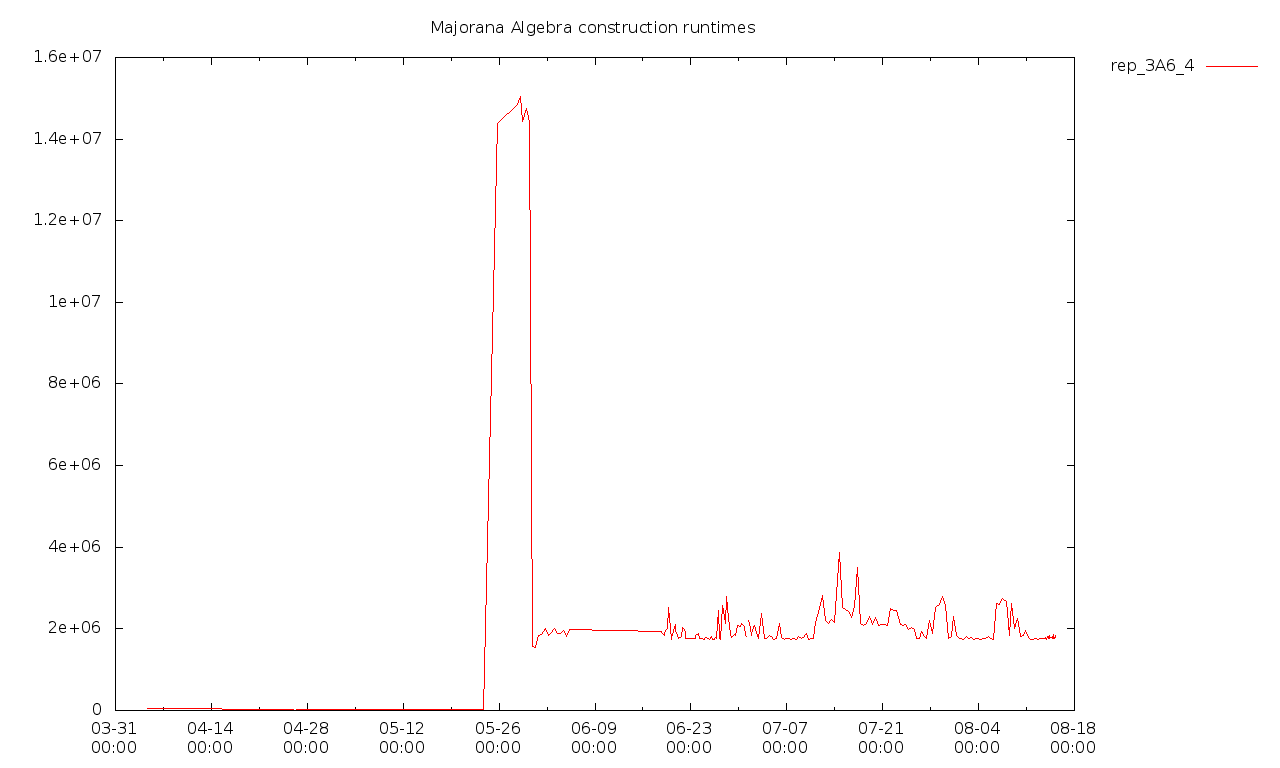 Majorana Algebra construction runtimes
rep_3A6_4
1.6e+07
1.4e+07
1.2e+07
1e+07
8e+06
6e+06
4e+06
2e+06
0
03-31 04-14 04-28 05-12 05-26 06-09 06-23 07-07 07-21 08-04 08-18
00:00 00:00 00:00 00:00 00:00 00:00 00:00 00:00 00:00 00:00 00:00